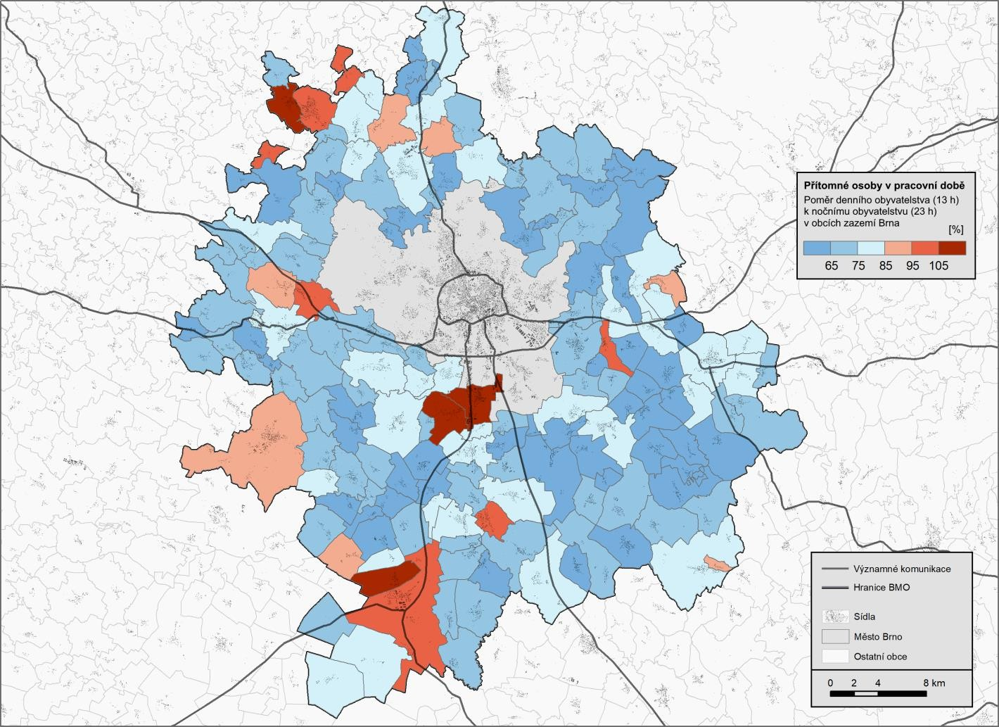 Přítomné osoby v pracovní době
Poměr denního obyvatelstva (13 h)
k nočnímu obyvatelstvu (23 h)
v obcích zazemí Brna
[%]
65 75 85 95 105
Významné komunikace
Hranice BMO
Sídla
Město Brno
Ostatní obce
0 2 4 8 km